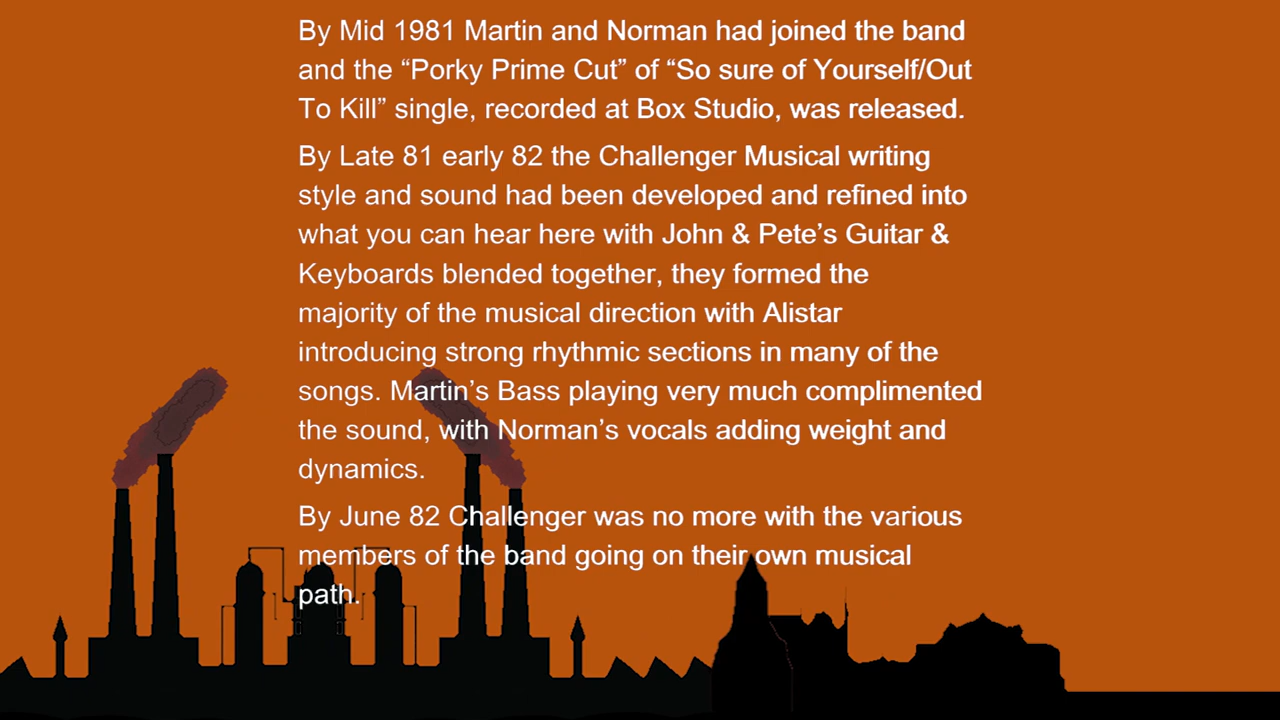 By Mid 1981 Martin and Norman had joined the band
and the “Porky Prime Cut” of “So sure of Yourself/Out
To Kill” single, recorded at Box Studio, was released.
By Late 81 early 82 the Challenger Musical writing
style and sound had been developed and refined into
what you can hear here with John & Pete’s Guitar &
Keyboards blended together, they formed the
majority of the musical direction with Alistar
introducing strong rhythmic sections in many of the
songs. Martin’s Bass playing very much complimented
the sound, with Norman’s vocals adding weight and
dynamics.
By June 82 Challenger was no more with the various
members of the band going on their own musical
path.